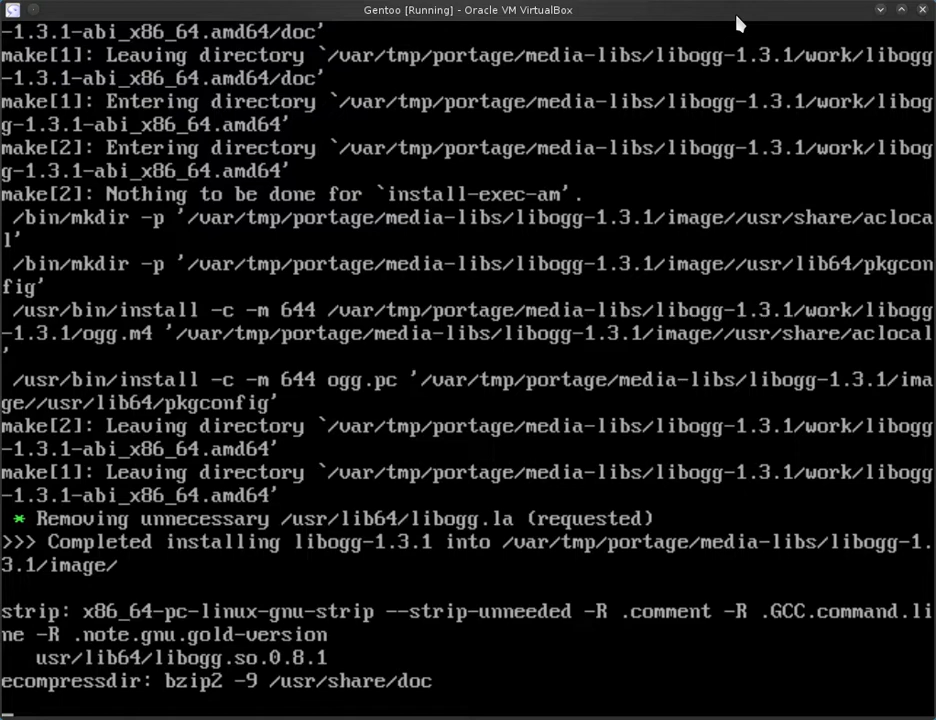 Gentoo [Running] - Oracle VM VirtualBox
-1.3.1-abi_x86_64.amd64/doc'
make[1]: Leaving directory `/var/tmp/portage/media-libs/libogg-1.3.1/work/libogg
-1.3.1-abi_x86_64.amd64/doc'
make[1]: Entering directory `/var/tmp/portage/media-libs/libogg-1.3.1/work/libog
g-1.3.1-abi_x86_64.amd64'
make[2]: Entering directory `/var/tmp/portage/media-libs/libogg-1.3.1/work/libog
g-1.3.1-abi_x86_64.amd64'
make[2]: Nothing to be done for `install-exec-am'.
 /bin/mkdir -p '/var/tmp/portage/media-libs/libogg-1.3.1/image//usr/share/acloca
l'
 /bin/mkdir -p '/var/tmp/portage/media-libs/libogg-1.3.1/image//usr/lib64/pkgcon
fig'
 /usr/bin/install -c -m 644 /var/tmp/portage/media-libs/libogg-1.3.1/work/libogg
-1.3.1/ogg.m4 '/var/tmp/portage/media-libs/libogg-1.3.1/image//usr/share/aclocal
'
 /usr/bin/install -c -m 644 ogg.pc '/var/tmp/portage/media-libs/libogg-1.3.1/ima
ge//usr/lib64/pkgconfig'
make[2]: Leaving directory `/var/tmp/portage/media-libs/libogg-1.3.1/work/libogg
-1.3.1-abi_x86_64.amd64'
make[1]: Leaving directory `/var/tmp/portage/media-libs/libogg-1.3.1/work/libogg
-1.3.1-abi_x86_64.amd64'
 * Removing unnecessary /usr/lib64/libogg.la (requested)
>>> Completed installing libogg-1.3.1 into /var/tmp/portage/media-libs/libogg-1.
3.1/image/
strip: x86_64-pc-linux-gnu-strip --strip-unneeded -R .comment -R .GCC.command.li
ne -R .note.gnu.gold-version
   usr/lib64/libogg.so.0.8.1
ecompressdir: bzip2 -9 /usr/share/doc